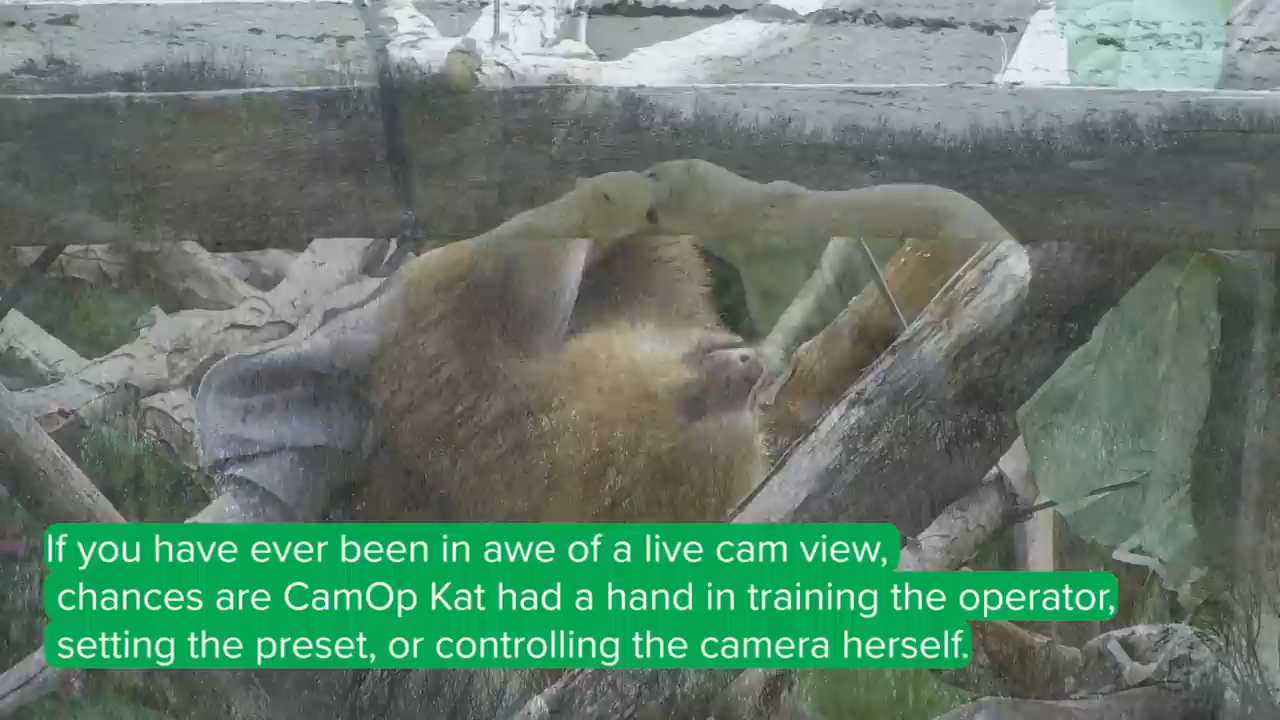 If you have ever been in awe of a live cam view,
chances are CamOp Kat had a hand in training the operator,
setting the preset, or controlling the camera herself.